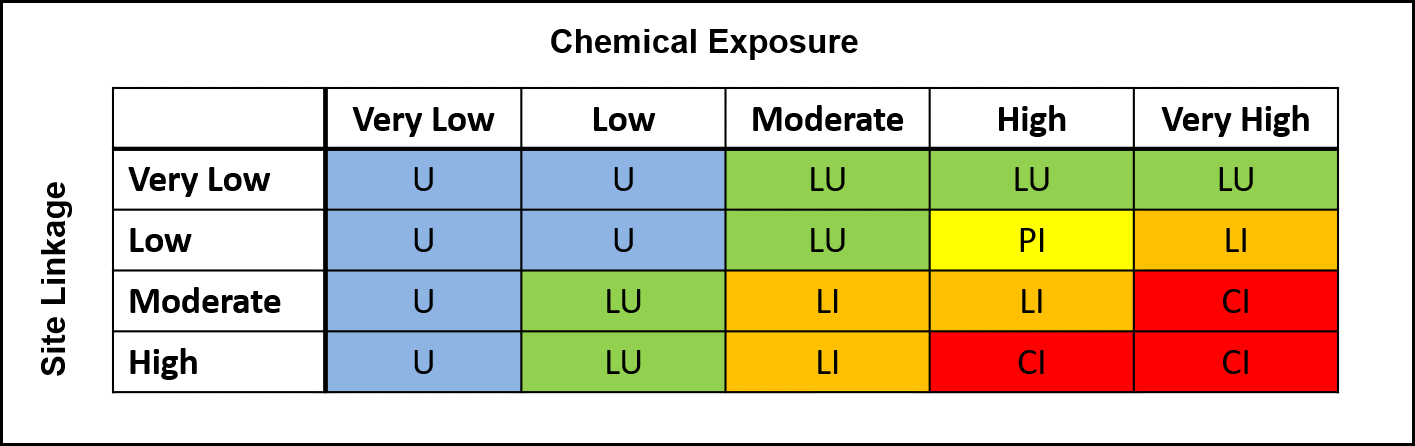 Chemical Exposure
Very Low Low Moderate High Very High
Site Linkage
Very Low U U LU LU LU
Low U U LU PI LI
Moderate U LU LI LI CI
High U LU LI CI CI